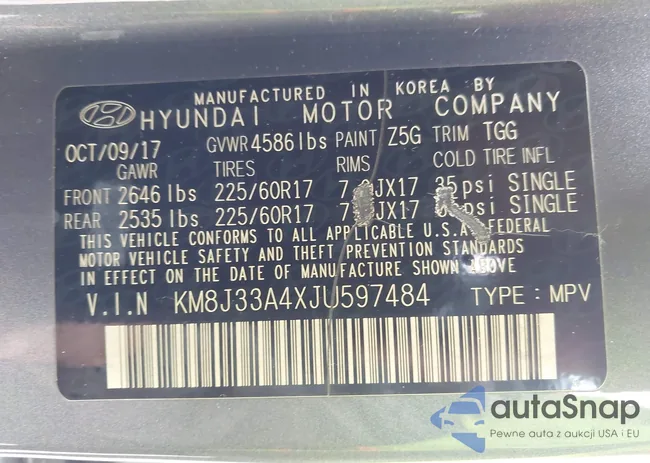 MANUFACTURED IN KOREA BY
HYUNDAI MOTOR COMPANY
OCT/09/17 GVWR 4586lbs PAINT Z5G TRIM TGG
GAWR TIRES RIMS COLD TIRE INFL
FRONT 2646 lbs 225/60R17 JX17 35 psi SINGLE
REAR 2535 lbs 225/60R17 JX17 psi SINGLE
THIS VEHICLE CONFORMS TO ALL APPLICABLE U.S.A. FEDERAL
MOTOR VEHICLE SAFETY AND THEFT PREVENTION STANDARDS
IN EFFECT ON THE DATE OF MANUFACTURE SHOWN ABOVE.
V.I.N KM8J33A4XJU597484 TYPE : MPV
autaSnap
Pewne auta z aukcji USA i EU